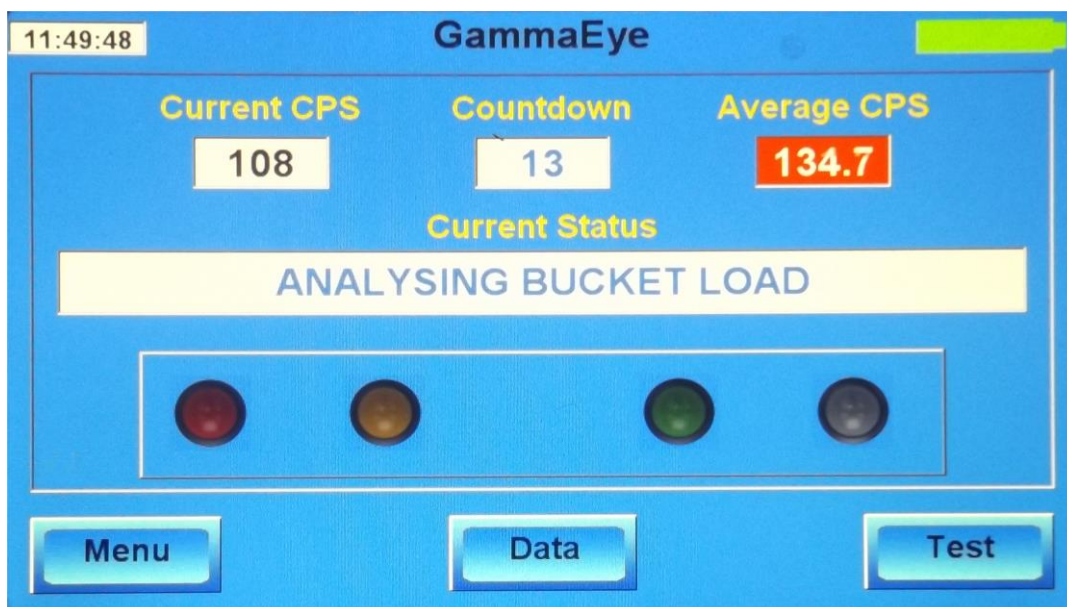 11:49:48
GammaEye
Current CPS
Countdown
Average CPS
108
13
134.7
Current Status
ANALYSING BUCKET LOAD
Menu
Data
Test